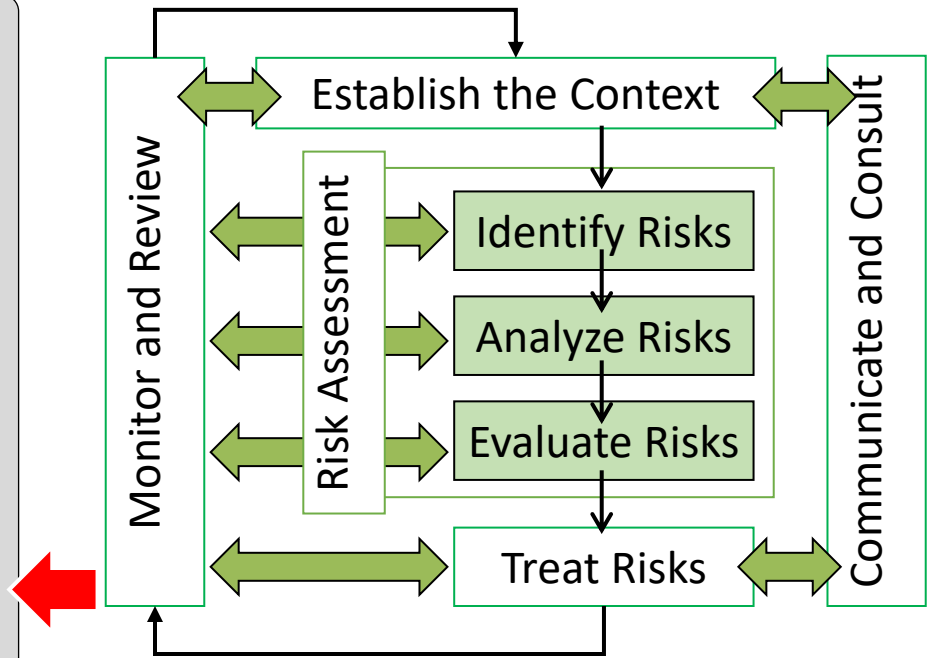 Establish the Context
Monitor and Review
Risk Assessment
Identify Risks
Analyze Risks
Evaluate Risks
Treat Risks
Communicate and Consult